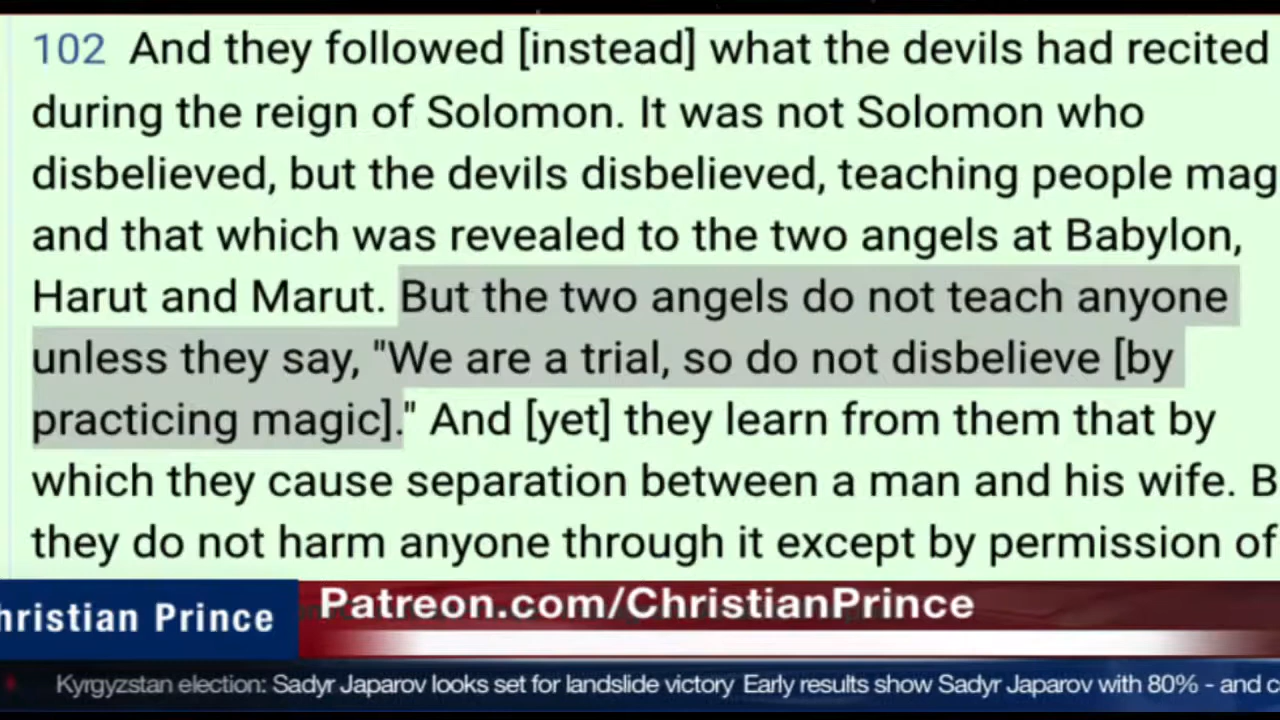 102 And they followed [instead] what the devils had recited
during the reign of Solomon. It was not Solomon who
disbelieved, but the devils disbelieved, teaching people mag
and that which was revealed to the two angels at Babylon,
Harut and Marut. But the two angels do not teach anyone
unless they say, "We are a trial, so do not disbelieve [by
practicing magic]." And [yet] they learn from them that by
which they cause separation between a man and his wife. B
they do not harm anyone through it except by permission of
hristian Prince
Patreon.com/ChristianPrince
Kyrgyzstan election: Sadyr Japarov looks set for landslide victory Early results show Sadyr Japarov with 80% - and c